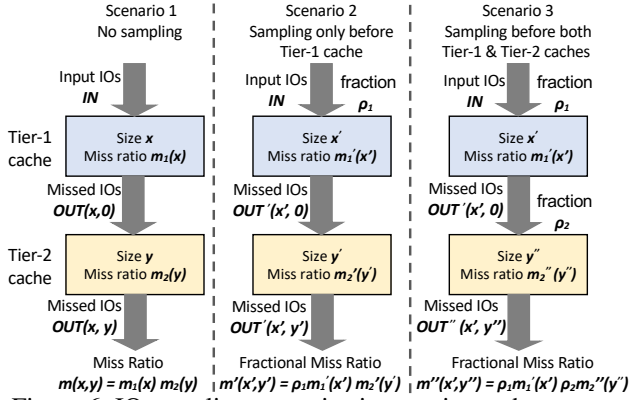 Scenario 1
No sampling
Input IOs
IN
Tier-1
cache
Size x
Miss ratio m₁(x)
Missed IOs
OUT(x,0)
Tier-2
cache
Size y
Miss ratio m₂(y)
Missed IOs
OUT(x, y)
Miss Ratio
m(x,y) = m₁(x) m₂(y)
Scenario 2
Sampling only before
Tier-1 cache
Input IOs
IN
fraction
ρ₁
Size x′
Miss ratio m₁′(x')
Missed IOs
OUT′(x′, 0)
Size y′
Miss ratio m₂'(y′)
Missed IOs
OUT′(x′, y')
Fractional Miss Ratio
m'(x',y') = ρ₁m₁′(x') m₂'(y′)
Scenario 3
Sampling before both
Tier-1 & Tier-2 caches
Input IOs
IN
fraction
ρ₁
Size x′
Miss ratio m₁′(x')
Missed IOs
OUT′(x′, 0)
fraction
ρ₂
Size y″
Miss ratio m₂″(y″)
Missed IOs
OUT″ (x′, y'')
Fractional Miss Ratio
m''(x',y'') = ρ₁m₁′(x') ρ₂m₂''(y″)